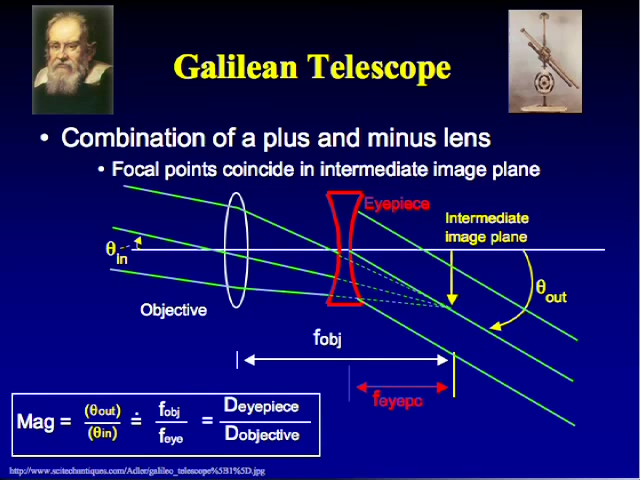 Galilean Telescope
• Combination of a plus and minus lens
• Focal points coincide in intermediate image plane
Eyepiece
Intermediate
image plane
θin
θout
Objective
fobj
feyepc
Mag = (θout) / (θin) ≐ fobj / feye = Deyepiece / Dobjective
http://www.scitechantiques.com/Adler/galileo_telescope%5B1%5D.jpg